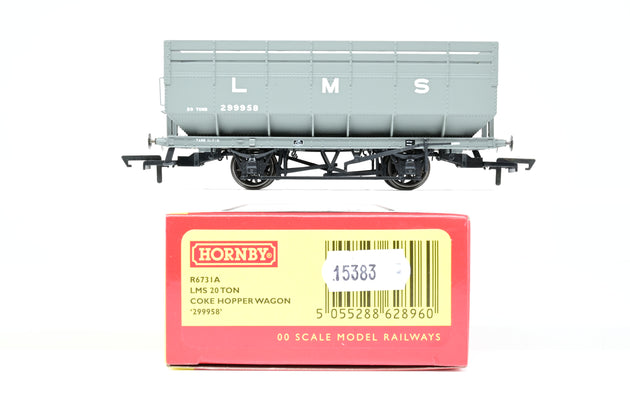 L M S
20 TONS
299958
HORNBY
R6731A
LMS 20 TON
COKE HOPPER WAGON
'299958'
15383
5 055288 628960
00 SCALE MODEL RAILWAYS